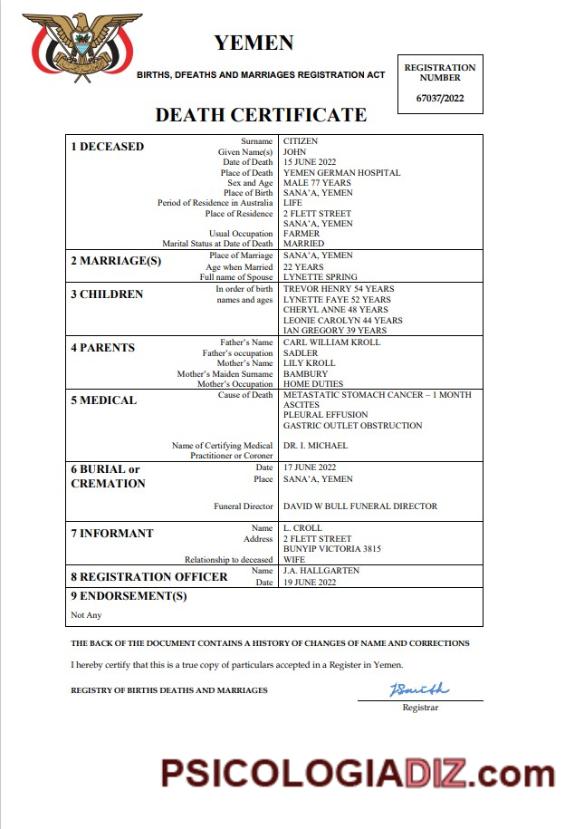 YEMEN
BIRTHS, DFEATHS AND MARRIAGES REGISTRATION ACT
REGISTRATION
NUMBER
67037/2022
DEATH CERTIFICATE
1 DECEASED
Surname CITIZEN
Given Name(s) JOHN
Date of Death 15 JUNE 2022
Place of Death YEMEN GERMAN HOSPITAL
Sex and Age MALE 77 YEARS
Place of Birth SANA'A, YEMEN
Period of Residence in Australia LIFE
Place of Residence 2 FLETT STREET
SANA'A, YEMEN
Usual Occupation FARMER
Marital Status at Date of Death MARRIED
2 MARRIAGE(S)
Place of Marriage SANA'A, YEMEN
Age when Married 22 YEARS
Full name of Spouse LYNETTE SPRING
3 CHILDREN
In order of birth TREVOR HENRY 54 YEARS
names and ages LYNETTE FAYE 52 YEARS
CHERYL ANNE 48 YEARS
LEONIE CAROLYN 44 YEARS
IAN GREGORY 39 YEARS
4 PARENTS
Father's Name CARL WILLIAM KROLL
Father's occupation SADLER
Mother's Name LILY KROLL
Mother's Maiden Surname BAMBURY
Mother's Occupation HOME DUTIES
5 MEDICAL
Cause of Death METASTATIC STOMACH CANCER – 1 MONTH
ASCITES
PLEURAL EFFUSION
GASTRIC OUTLET OBSTRUCTION
Name of Certifying Medical DR. I. MICHAEL
Practitioner or Coroner
6 BURIAL or
CREMATION
Date 17 JUNE 2022
Place SANA'A, YEMEN
Funeral Director DAVID W BULL FUNERAL DIRECTOR
7 INFORMANT
Name L. CROLL
Address 2 FLETT STREET
BUNYIP VICTORIA 3815
Relationship to deceased WIFE
8 REGISTRATION OFFICER
Name J.A. HALLGARTEN
Date 19 JUNE 2022
9 ENDORSEMENT(S)
Not Any
THE BACK OF THE DOCUMENT CONTAINS A HISTORY OF CHANGES OF NAME AND CORRECTIONS
I hereby certify that this is a true copy of particulars accepted in a Register in Yemen.
REGISTRY OF BIRTHS DEATHS AND MARRIAGES
JSmith
Registrar
PSICOLOGIADIZ.com